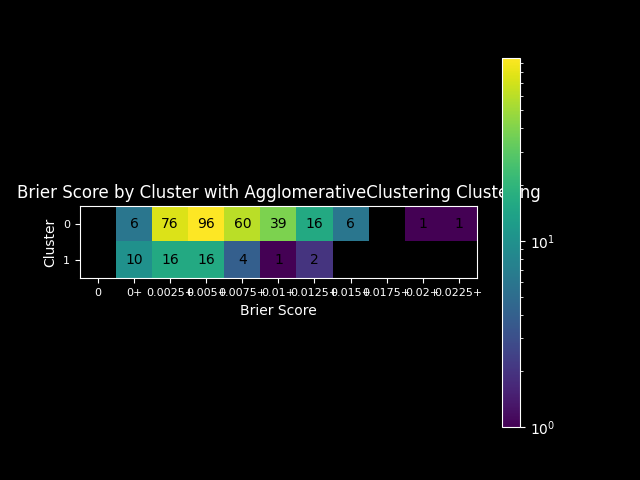 Brier Score by Cluster with AgglomerativeClustering Clustering
Cluster
0 6 76 96 60 39 16 6 1 1
1 10 16 16 4 1 2
0 0+ 0.0025+ 0.005+ 0.0075+ 0.01+ 0.0125+ 0.015+ 0.0175+ 0.02+ 0.0225+
Brier Score
10^1
10^0